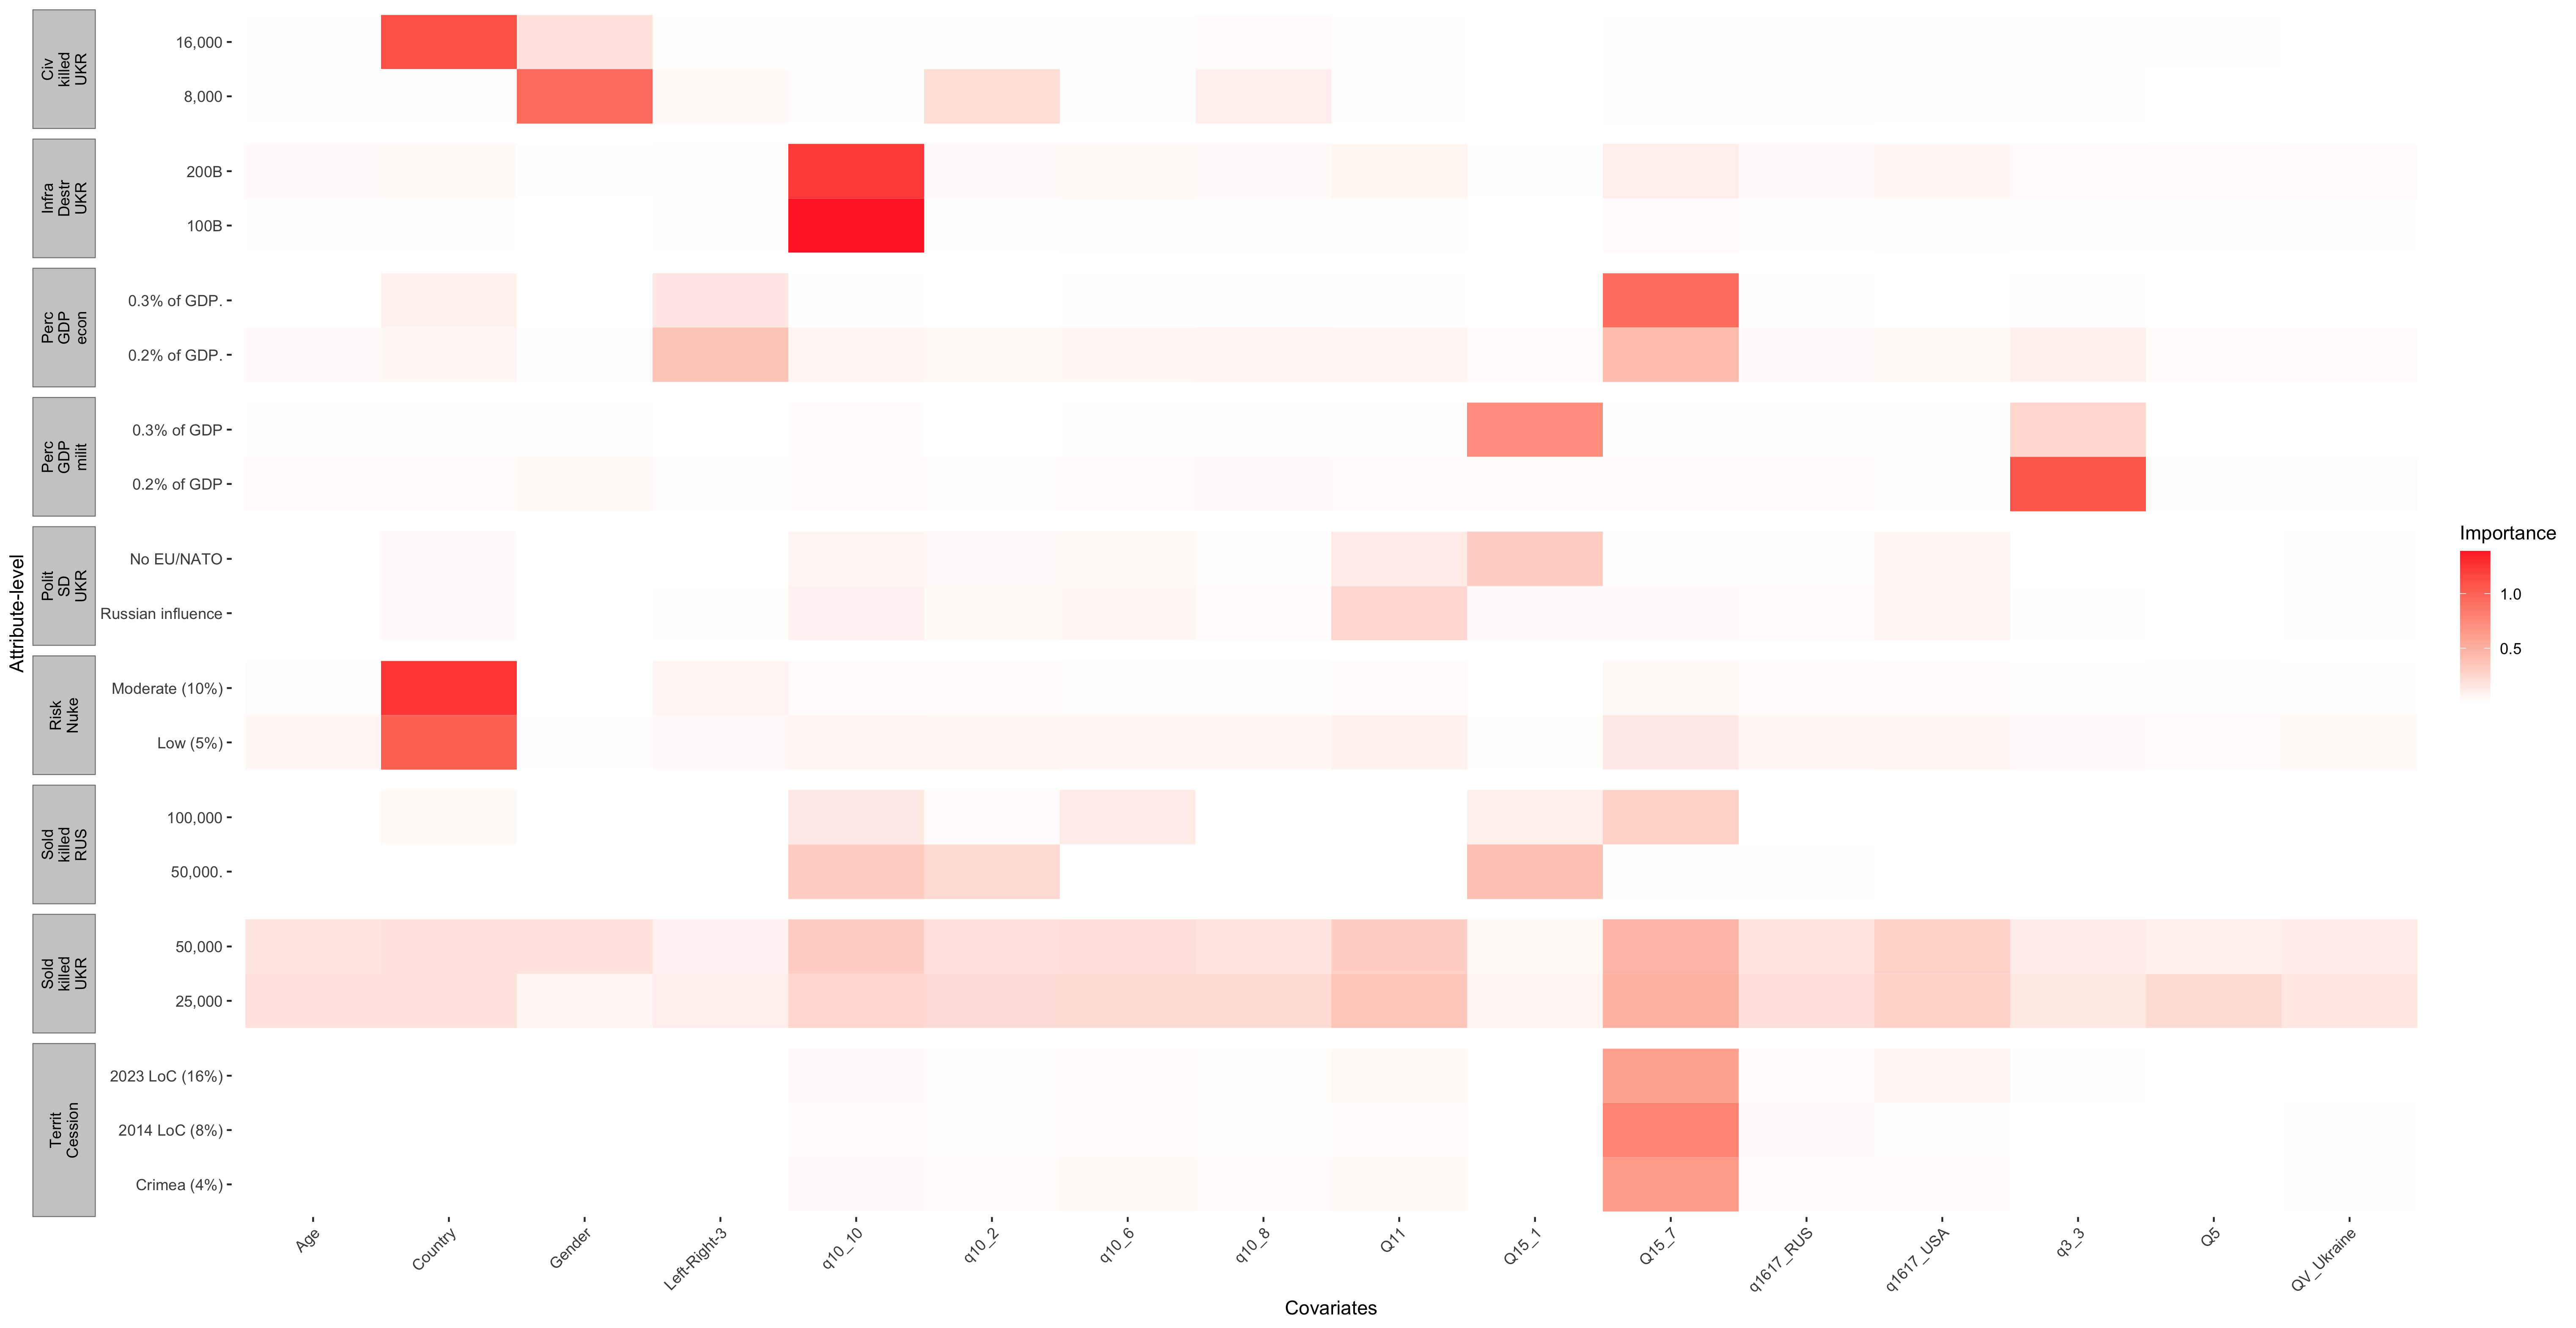 Civ
killed
UKR
16,000
8,000
Infra
Destr
UKR
200B
100B
Perc
GDP
econ
0.3% of GDP.
0.2% of GDP.
Perc
GDP
milit
0.3% of GDP
0.2% of GDP
Polit
SD
UKR
No EU/NATO
Russian influence
Risk
Nuke
Moderate (10%)
Low (5%)
Sold
killed
RUS
100,000
50,000.
Sold
killed
UKR
50,000
25,000
Territ
Cession
2023 LoC (16%)
2014 LoC (8%)
Crimea (4%)
Attribute-level
Age
Country
Gender
Left-Right-3
q10_10
q10_2
q10_6
q10_8
Q11
Q15_1
Q15_7
q1617_RUS
q1617_USA
q3_3
Q5
QV_Ukraine
Covariates
Importance
1.0
0.5